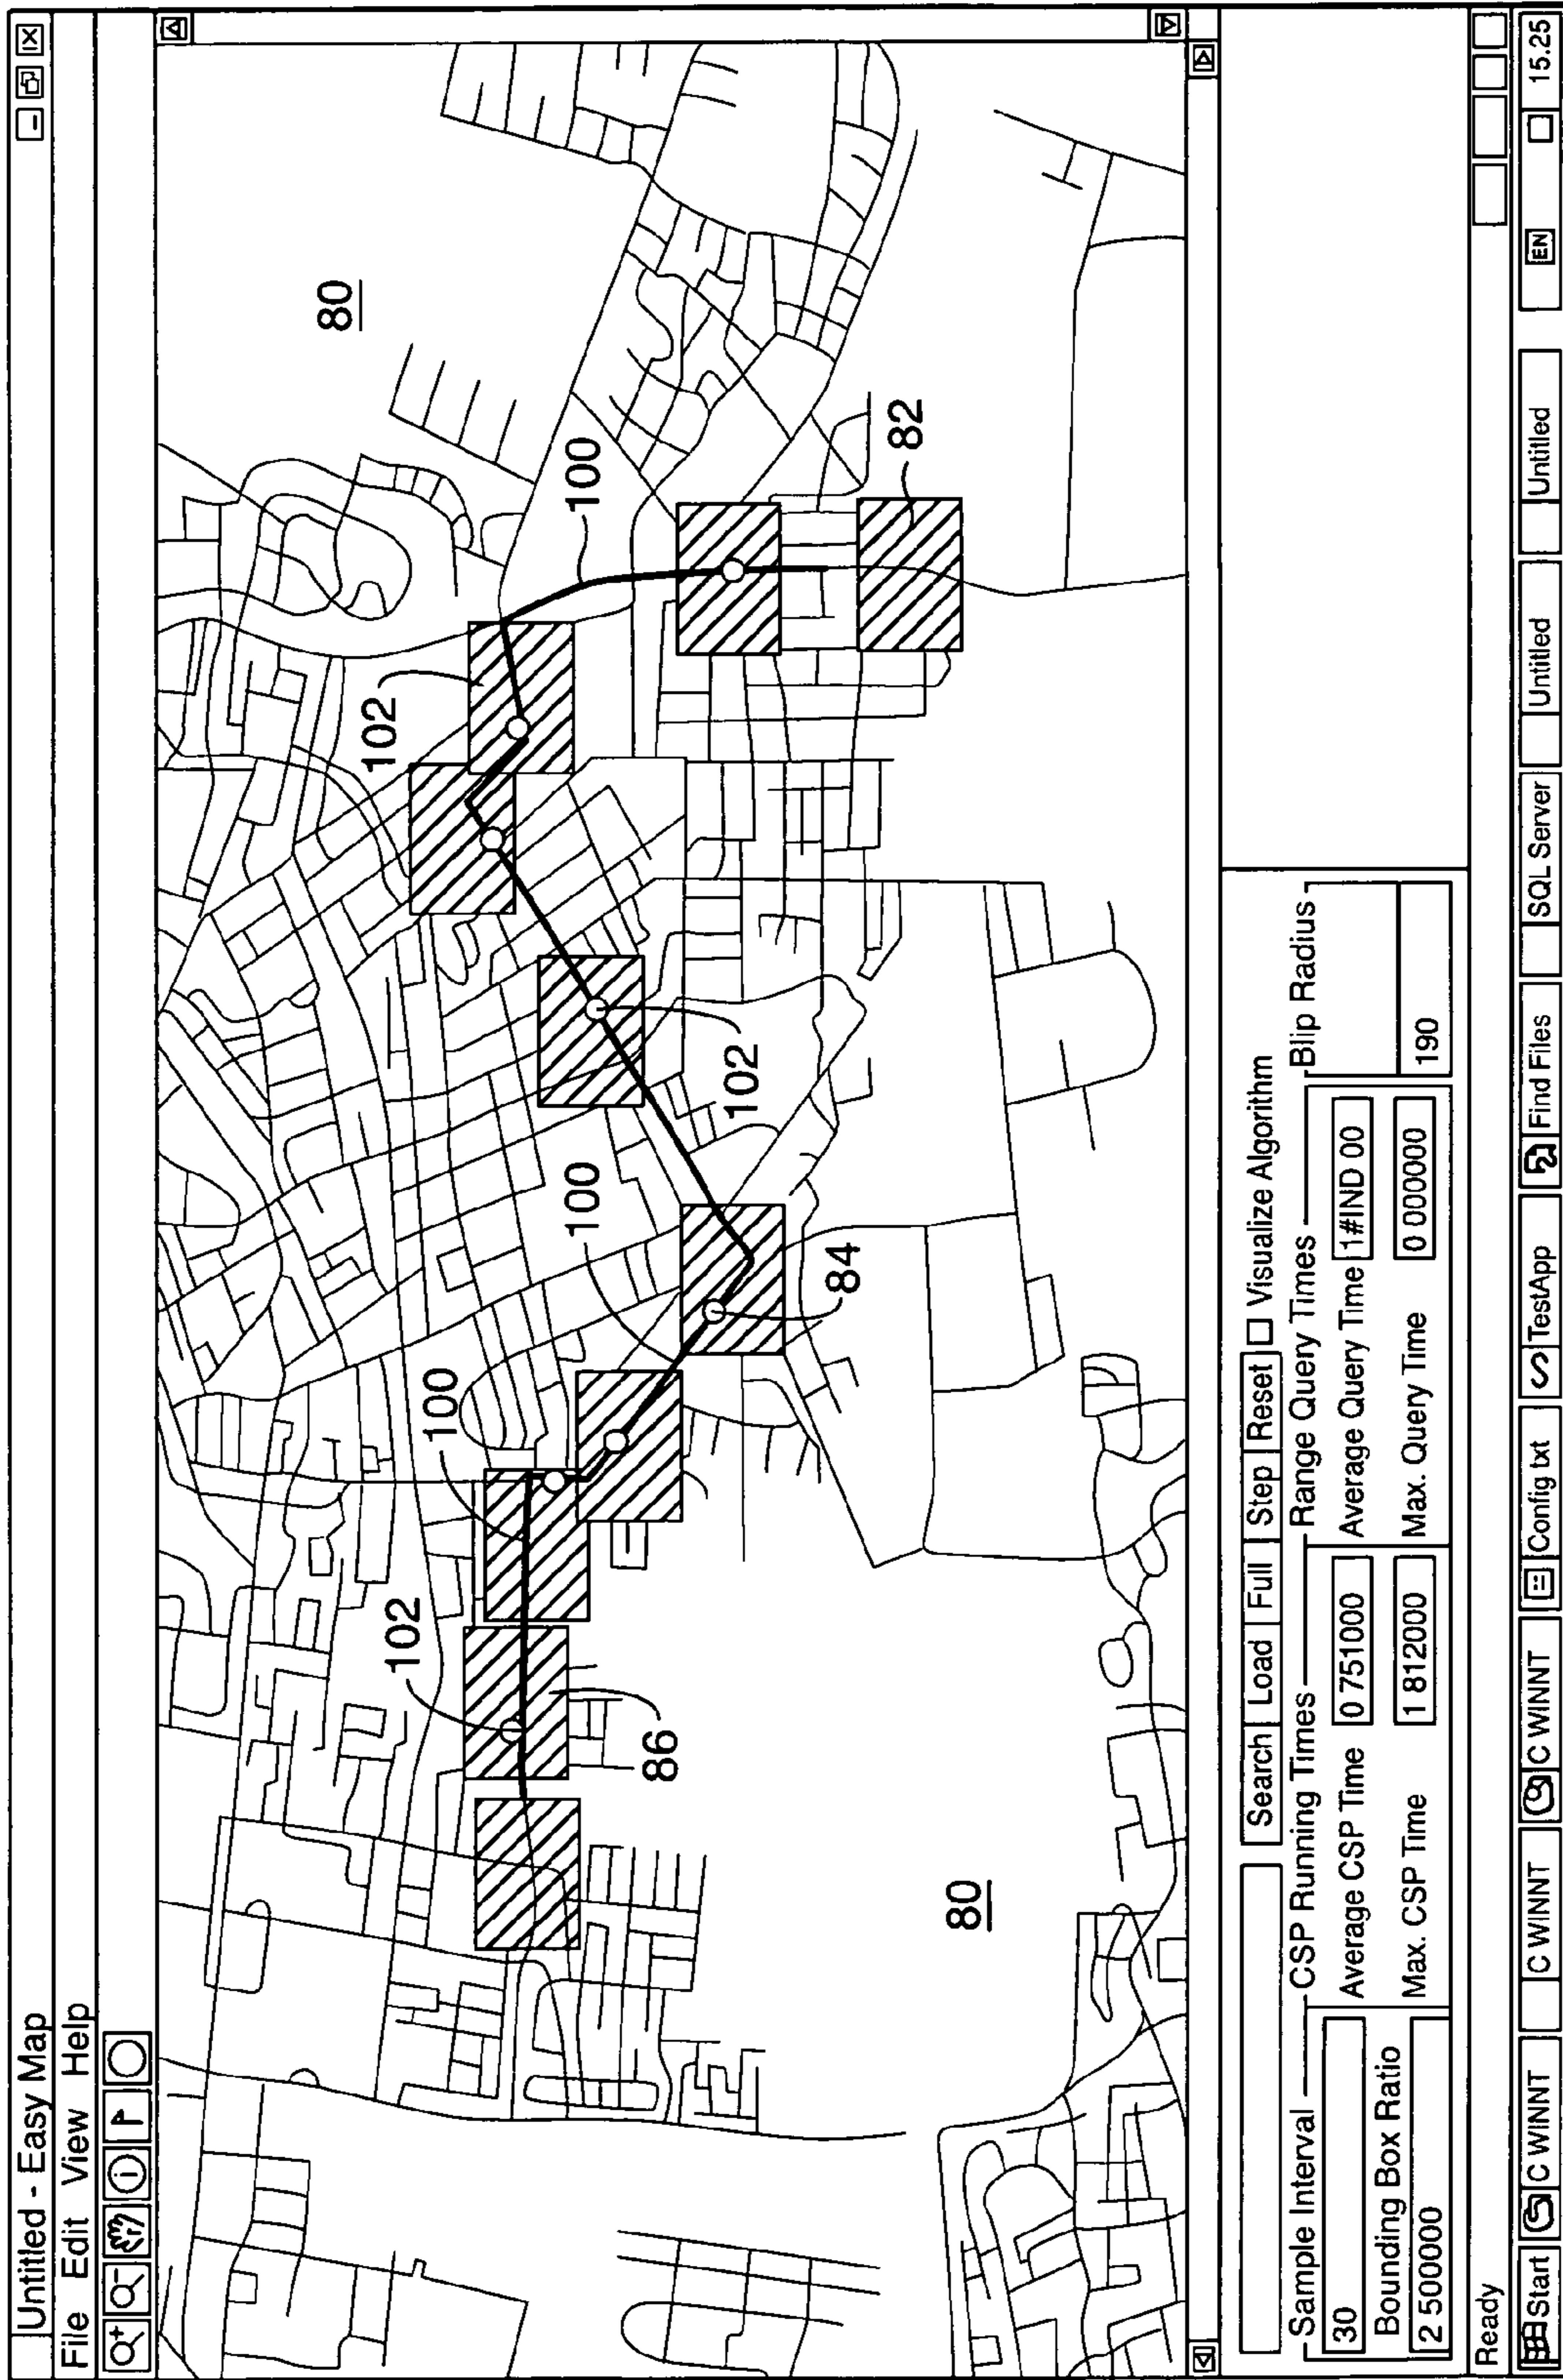 Untitled - Easy Map
File Edit View Help
80
100
102
82
102
100
84
100
102
86
80
Search Load Full Step Reset Visualize Algorithm
Sample Interval CSP Running Times Range Query Times Blip Radius
30 Average CSP Time 0 751000 Average Query Time 1#IND 00
Bounding Box Ratio
2 500000 Max. CSP Time 1 812000 Max. Query Time 0 000000 190
Ready
Start C WINNT C WINNT C WINNT Config txt TestApp Find Files SQL Server Untitled Untitled EN 15.25